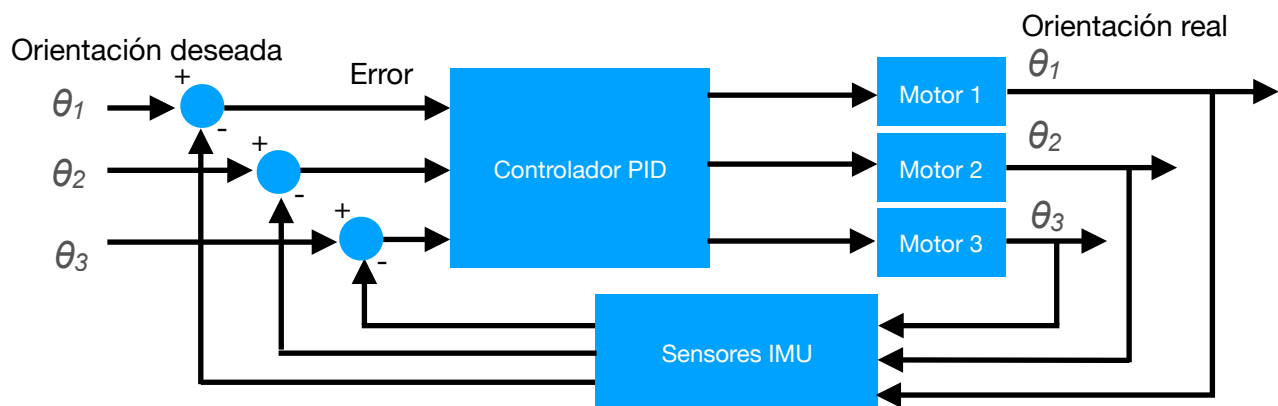 Orientación deseada
Error
Orientación real
θ1
θ2
θ3
+
-
+
-
+
-
Controlador PID
Motor 1
Motor 2
Motor 3
θ1
θ2
θ3
Sensores IMU